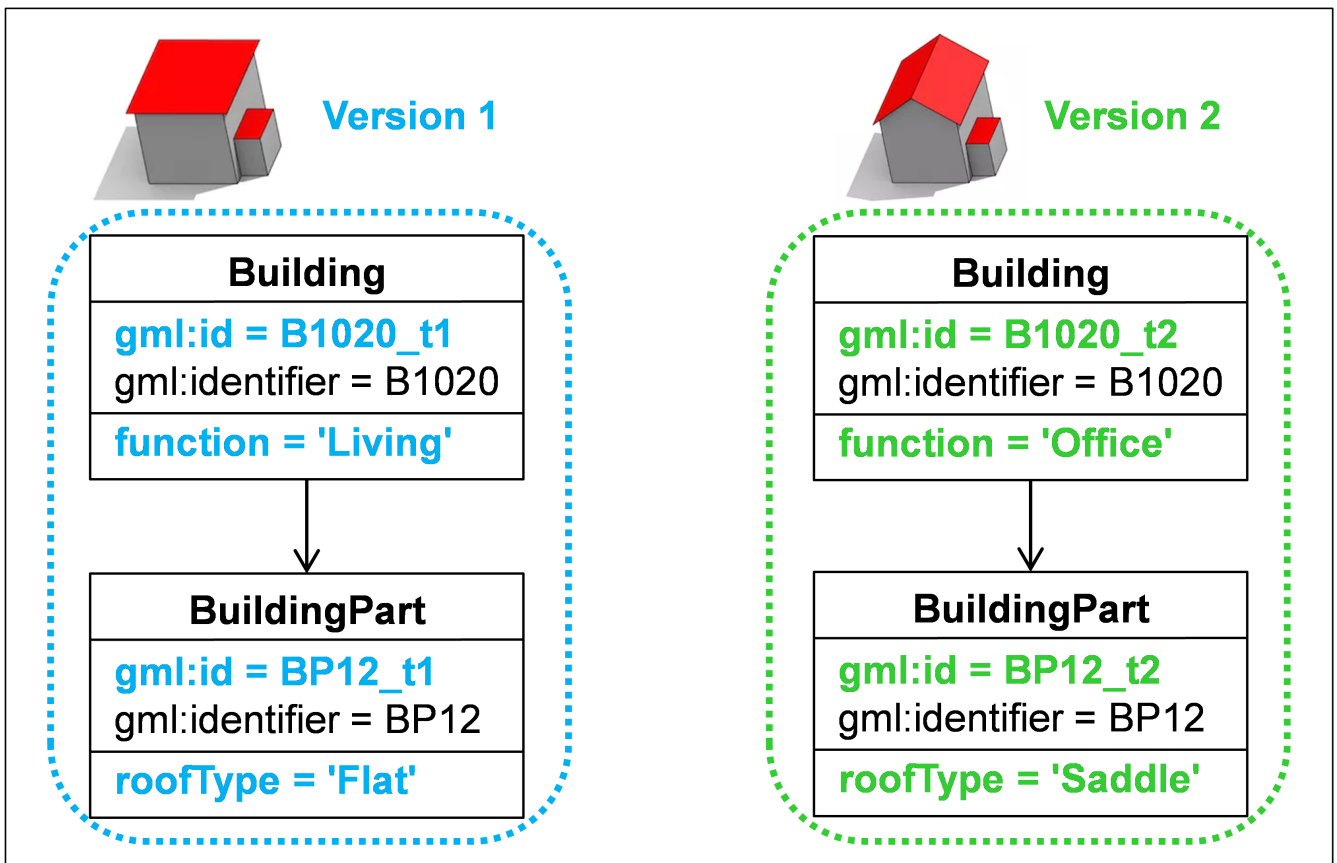 Version 1
Building
gml:id = B1020_t1
gml:identifier = B1020
function = 'Living'
BuildingPart
gml:id = BP12_t1
gml:identifier = BP12
roofType = 'Flat'
Version 2
Building
gml:id = B1020_t2
gml:identifier = B1020
function = 'Office'
BuildingPart
gml:id = BP12_t2
gml:identifier = BP12
roofType = 'Saddle'